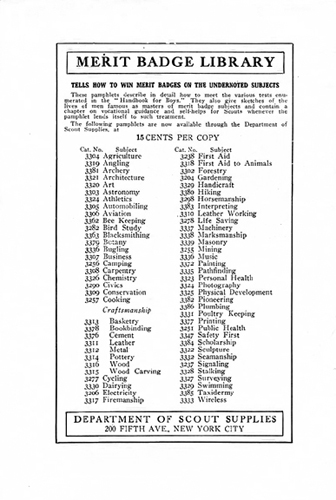 MERIT BADGE LIBRARY
TELLS HOW TO WIN MERIT BADGES ON THE UNDERNOTED SUBJECTS
These pamphlets describe in detail how to meet the various tests enu-
merated in the "Handbook for Boys." They also give sketches of the
lives of men famous as masters of merit badge subjects and contain a
chapter on vocational guidance and self-helps for Scouts whenever the
pamphlet lends itself to such treatment.
The following pamphlets are now available through the Department of
Scout Supplies, at
15 CENTS PER COPY
Cat. No. Subject
3304 Agriculture
3319 Angling
3381 Archery
3321 Architecture
3320 Art
3303 Astronomy
3324 Athletics
3305 Automobiling
3306 Aviation
3362 Bee Keeping
3282 Bird Study
3363 Blacksmithing
3379 Botany
3336 Bugling
3307 Business
3256 Camping
3308 Carpentry
3326 Chemistry
3290 Civics
3309 Conservation
3257 Cooking
Craftsmanship
3313 Basketry
3378 Bookbinding
3376 Cement
3311 Leather
3312 Metal
3314 Pottery
3316 Wood
3315 Wood Carving
3277 Cycling
3330 Dairying
3206 Electricity
3317 Firemanship
Cat. No. Subject
3238 First Aid
3318 First Aid to Animals
3302 Forestry
3294 Gardening
3329 Handicraft
3380 Hiking
3298 Horsemanship
3383 Interpreting
3310 Leather Working
3278 Life Saving
3337 Machinery
3338 Marksmanship
3339 Masonry
3255 Mining
3336 Music
3372 Painting
3335 Pathfinding
3323 Personal Health
3324 Photography
3325 Physical Development
3382 Pioneering
3386 Plumbing
3331 Poultry Keeping
3377 Printing
3251 Public Health
3347 Safety First
3384 Scholarship
3322 Sculpture
3332 Seamanship
3237 Signaling
3328 Stalking
3327 Surveying
3329 Swimming
3385 Taxidermy
3333 Wireless
DEPARTMENT OF SCOUT SUPPLIES
200 FIFTH AVE., NEW YORK CITY